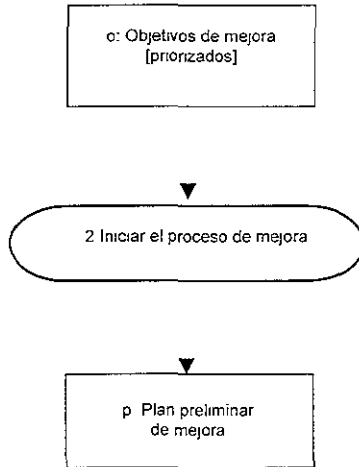 o: Objetivos de mejora
[priorizados]
2 Iniciar el proceso de mejora
p Plan preliminar
de mejora